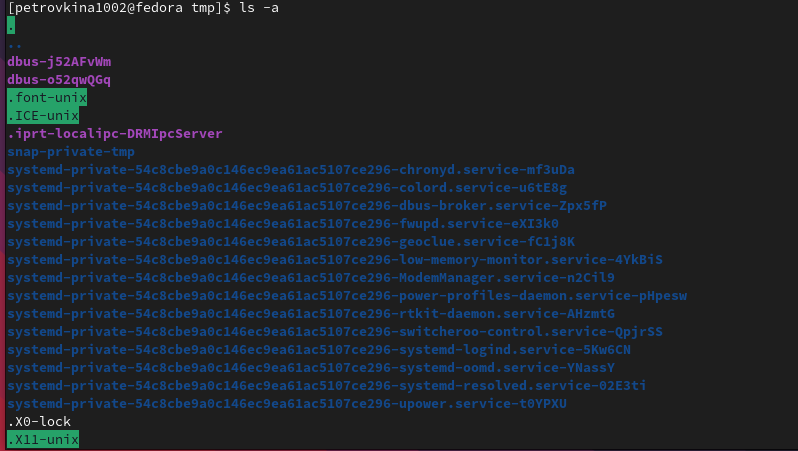 [petrovkina1002@fedora tmp]$ ls -a
.
..
dbus-j52AFvWm
dbus-o52qwQGq
.font-unix
.ICE-unix
.iprt-localipc-DRMIpcServer
snap-private-tmp
systemd-private-54c8cbe9a0c146ec9ea61ac5107ce296-chronyd.service-mf3uDa
systemd-private-54c8cbe9a0c146ec9ea61ac5107ce296-colord.service-u6tE8g
systemd-private-54c8cbe9a0c146ec9ea61ac5107ce296-dbus-broker.service-Zpx5fP
systemd-private-54c8cbe9a0c146ec9ea61ac5107ce296-fwupd.service-eXI3k0
systemd-private-54c8cbe9a0c146ec9ea61ac5107ce296-geoclue.service-fC1j8K
systemd-private-54c8cbe9a0c146ec9ea61ac5107ce296-low-memory-monitor.service-4YkBiS
systemd-private-54c8cbe9a0c146ec9ea61ac5107ce296-ModemManager.service-n2Cil9
systemd-private-54c8cbe9a0c146ec9ea61ac5107ce296-power-profiles-daemon.service-pHpesw
systemd-private-54c8cbe9a0c146ec9ea61ac5107ce296-rtkit-daemon.service-AHzmtG
systemd-private-54c8cbe9a0c146ec9ea61ac5107ce296-switcheroo-control.service-QpjrSS
systemd-private-54c8cbe9a0c146ec9ea61ac5107ce296-systemd-logind.service-5Kw6CN
systemd-private-54c8cbe9a0c146ec9ea61ac5107ce296-systemd-oomd.service-YNassY
systemd-private-54c8cbe9a0c146ec9ea61ac5107ce296-systemd-resolved.service-02E3ti
systemd-private-54c8cbe9a0c146ec9ea61ac5107ce296-upower.service-t0YPXU
.X0-lock
.X11-unix